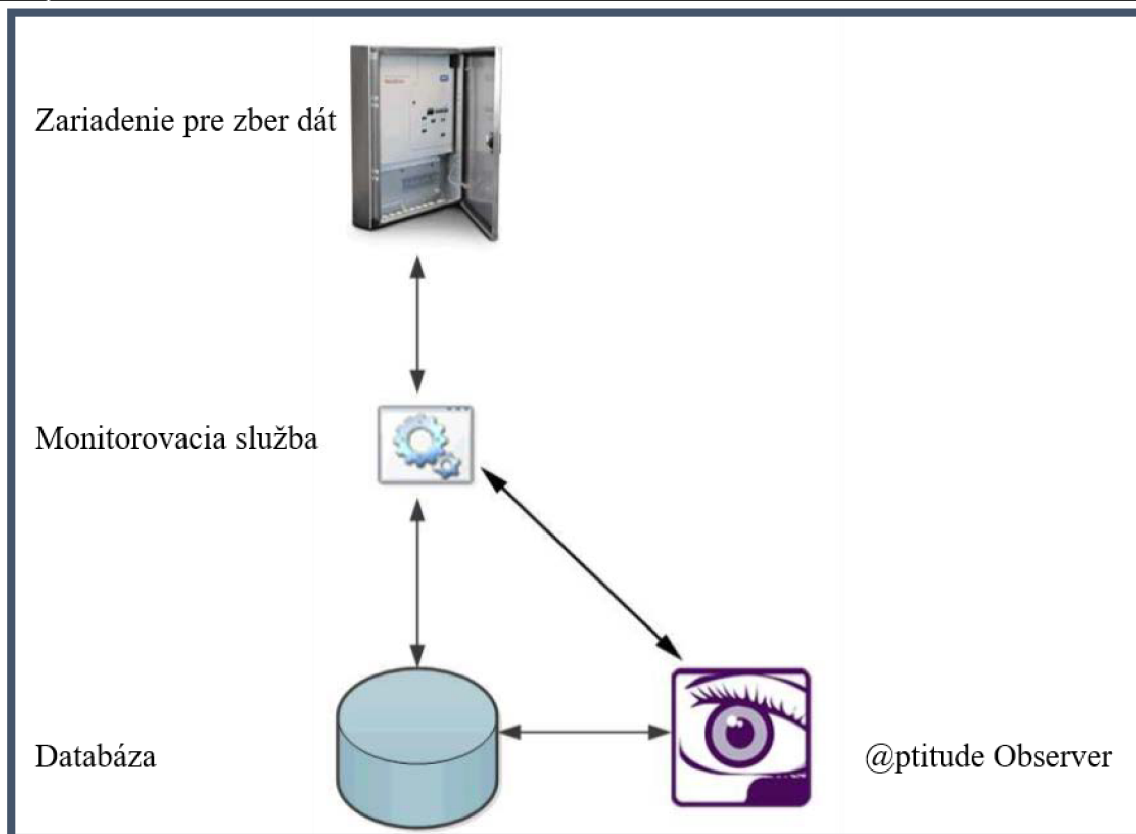 Zariadenie pre zber dát
Monitorovacia služba
Databáza
@ptitude Observer